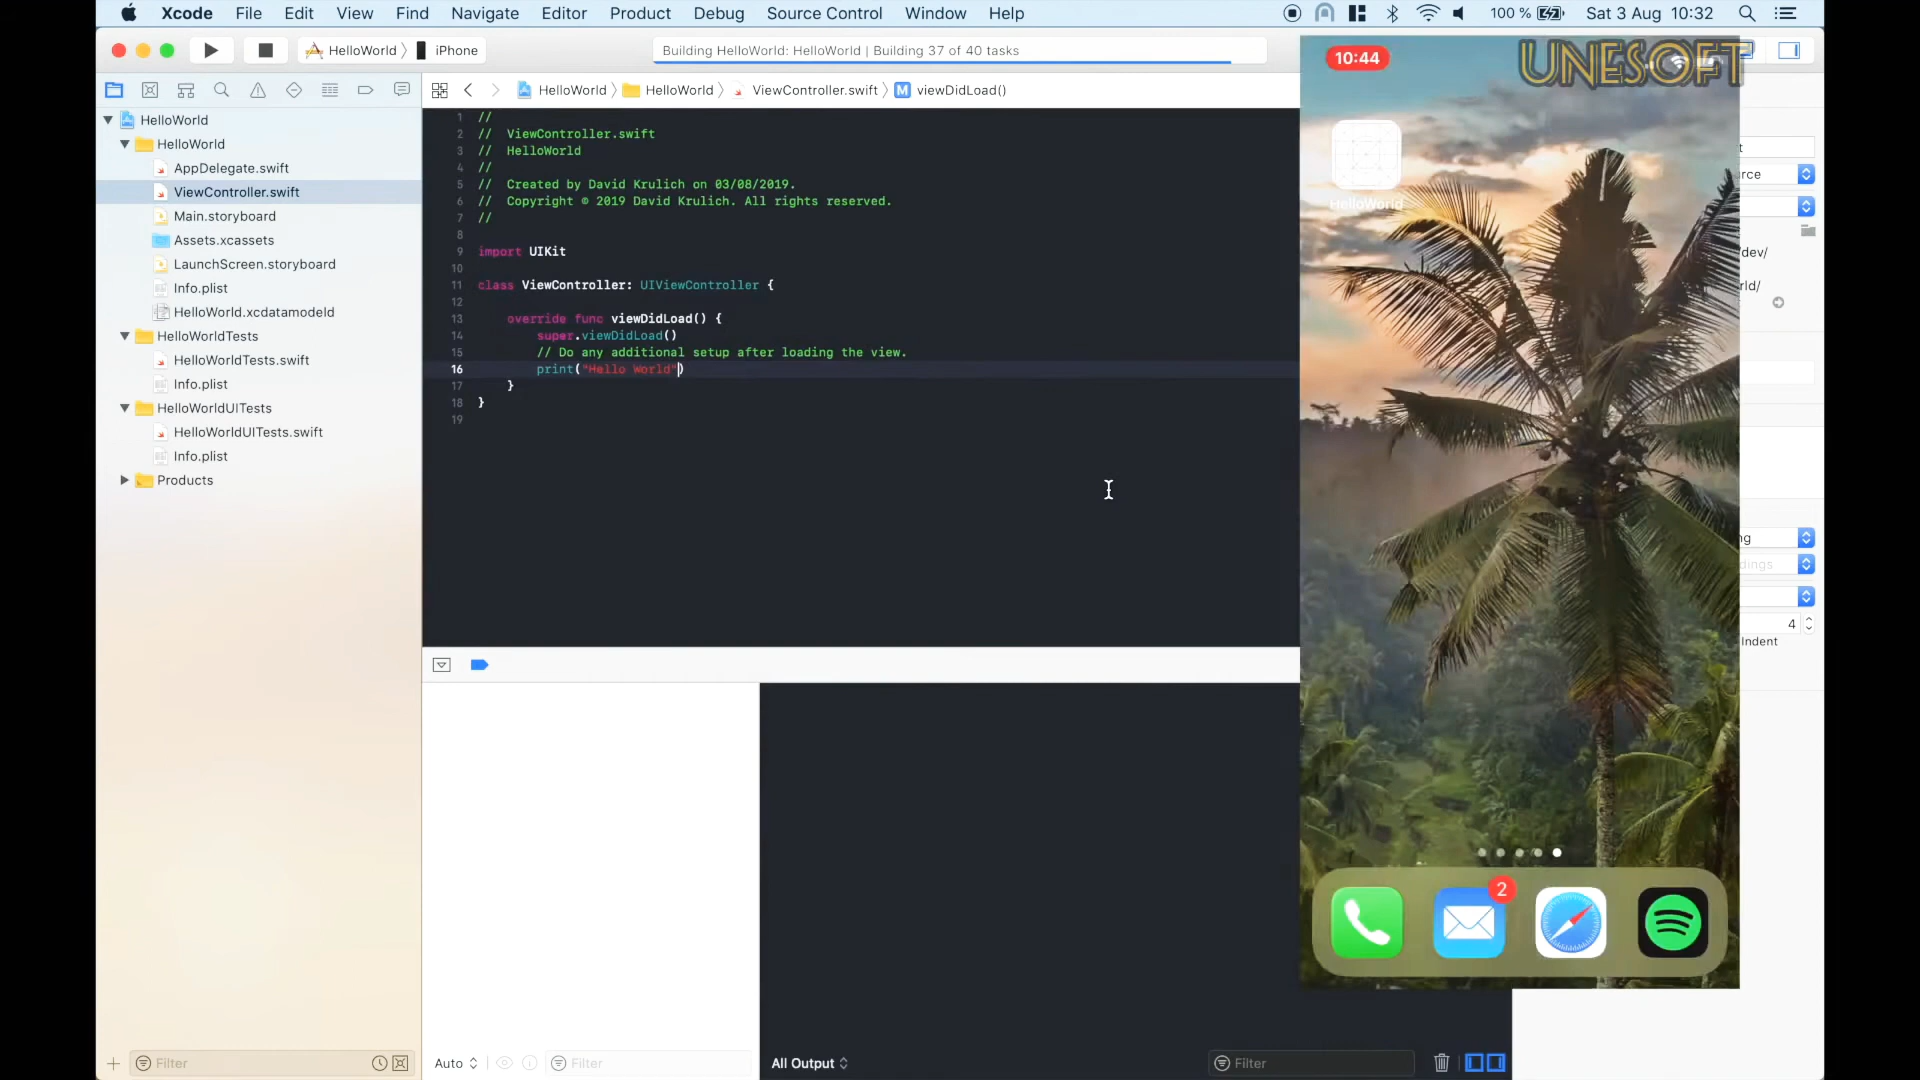 Xcode File Edit View Find Navigate Editor Product Debug Source Control Window Help 100 % Sat 3 Aug 10:32
HelloWorld iPhone
Building HelloWorld: HelloWorld | Building 37 of 40 tasks
10:44
UNESOFT
HelloWorld HelloWorld ViewController.swift M viewDidLoad()
HelloWorld
HelloWorld
AppDelegate.swift
ViewController.swift
Main.storyboard
Assets.xcassets
LaunchScreen.storyboard
Info.plist
HelloWorld.xcdatamodeld
HelloWorldTests
HelloWorldTests.swift
Info.plist
HelloWorldUITests
HelloWorldUITests.swift
Info.plist
Products
1 //
2 // ViewController.swift
3 // HelloWorld
4 //
5 // Created by David Krulich on 03/08/2019.
6 // Copyright © 2019 David Krulich. All rights reserved.
7 //
8
9 import UIKit
10
11 class ViewController: UIViewController {
12
13 override func viewDidLoad() {
14 super.viewDidLoad()
15 // Do any additional setup after loading the view.
16 print("Hello World")
17 }
18 }
19
HelloWorld
2
4
Indent
Filter
Auto
Filter
All Output
Filter